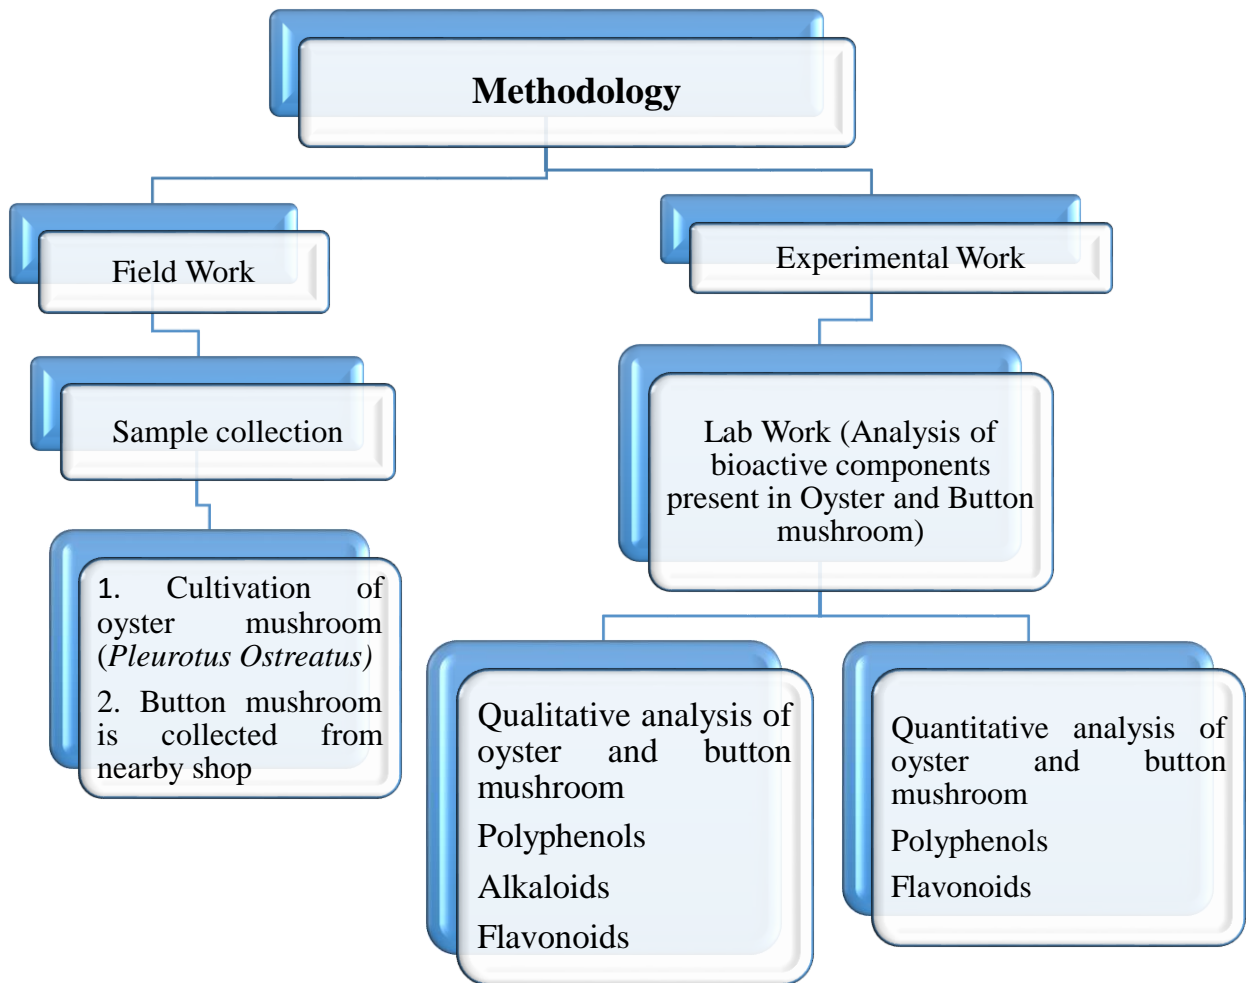 Methodology
Field Work
Experimental Work
Sample collection
Lab Work (Analysis of
bioactive components
present in Oyster and Button
mushroom)
1. Cultivation of
oyster mushroom
(Pleurotus Ostreatus)
2. Button mushroom
is collected from
nearby shop
Qualitative analysis of
oyster and button
mushroom
Polyphenols
Alkaloids
Flavonoids
Quantitative analysis of
oyster and button
mushroom
Polyphenols
Flavonoids